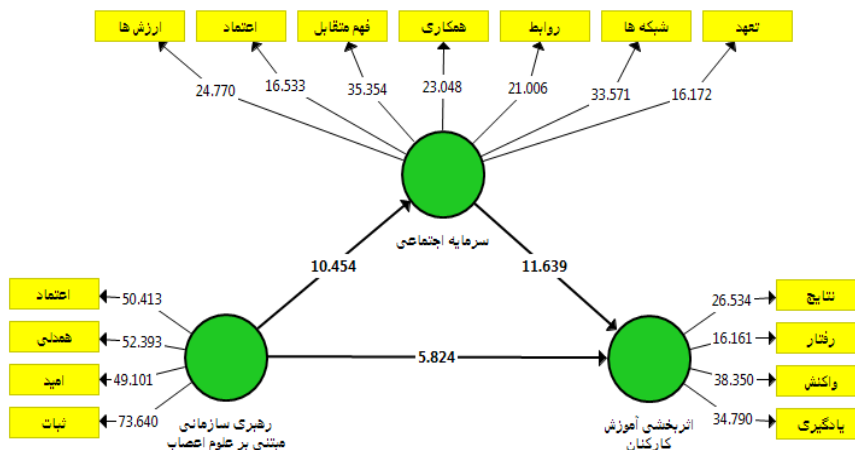 ارزش ها
اعتماد
فهم متقابل
همکاری
روابط
شبکه ها
تعهد
24.770
16.533
35.354
23.048
21.006
33.571
16.172
سرمایه اجتماعی
10.454
11.639
اعتماد
همدلی
امید
ثبات
50.413
52.393
49.101
73.640
رهبری سازمانی
مبتنی بر علوم اعصاب
5.824
نتایج
رفتار
واکنش
یادگیری
26.534
16.161
38.350
34.790
اثربخشی آموزش
کارکنان